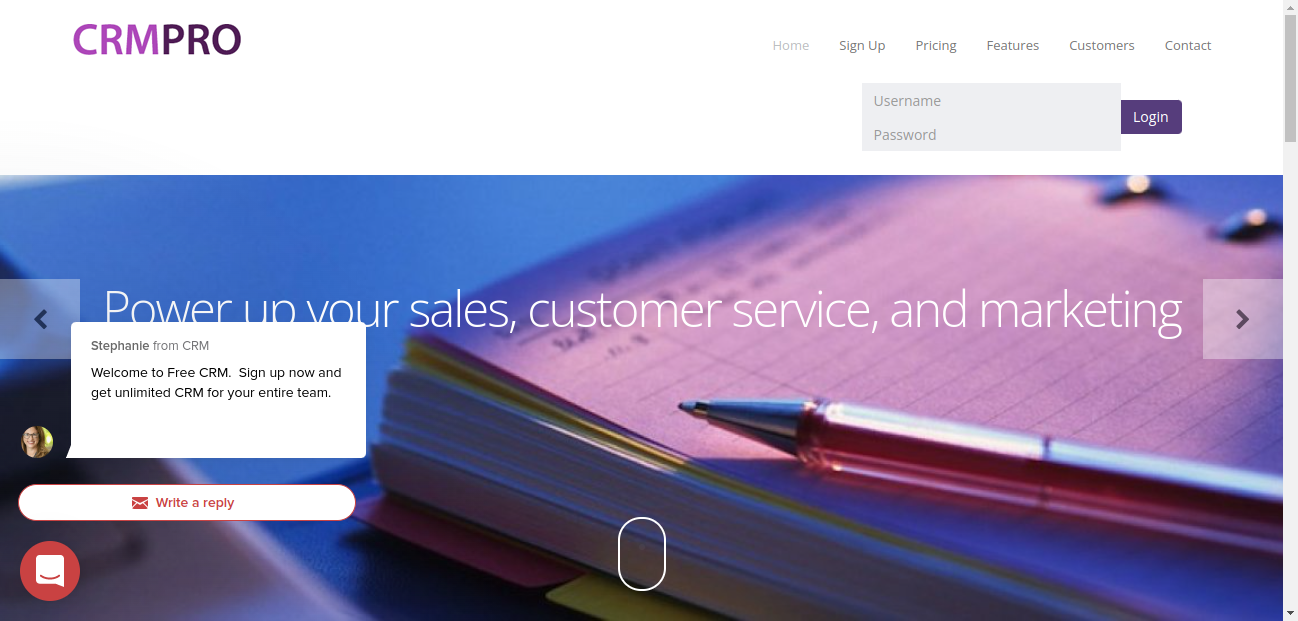 CRMPRO
Home Sign Up Pricing Features Customers Contact
Username
Password
Login
Power up your sales, customer service, and marketing
Stephanie from CRM
Welcome to Free CRM. Sign up now and
get unlimited CRM for your entire team.
Write a reply